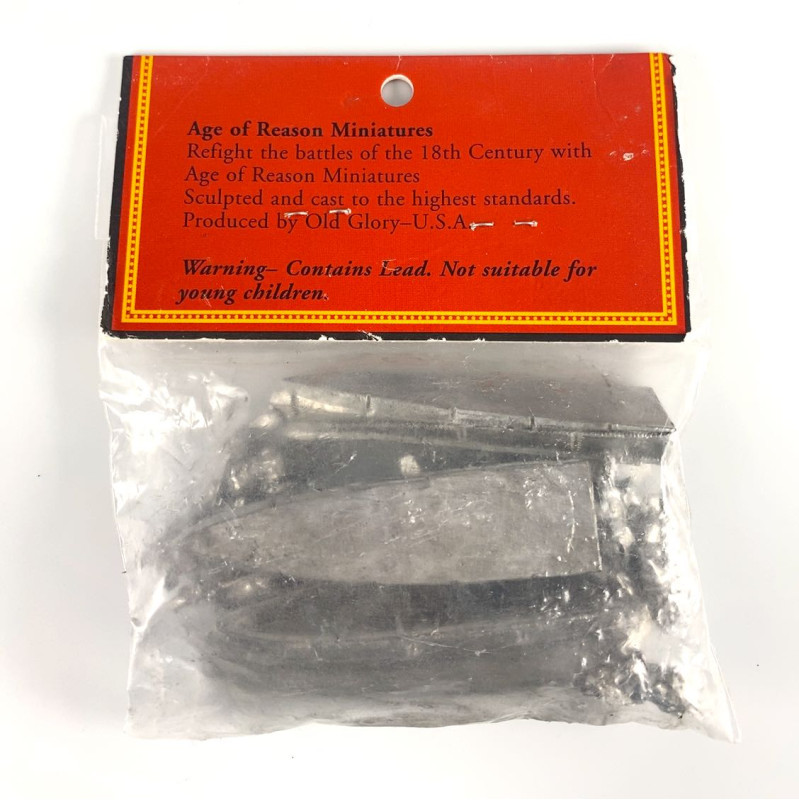 Age of Reason Miniatures
Refight the battles of the 18th Century with
Age of Reason Miniatures
Sculpted and cast to the highest standards.
Produced by Old Glory–U.S.A.
Warning– Contains Lead. Not suitable for
young children.